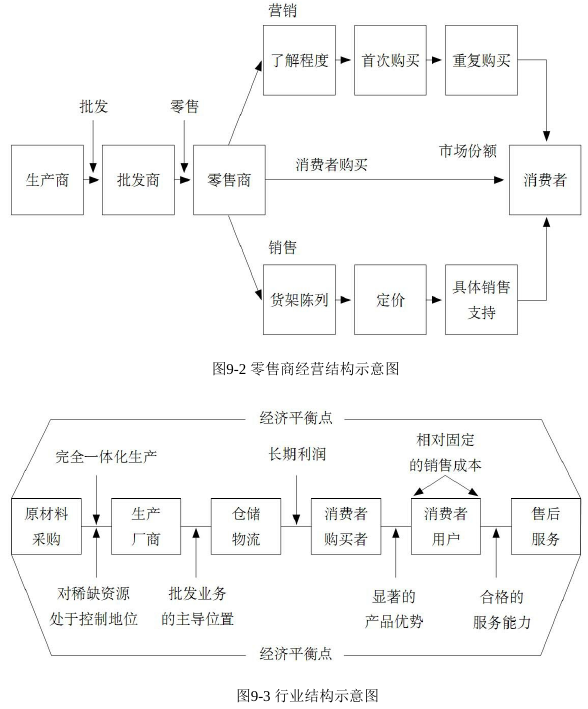 营销
了解程度
首次购买
重复购买
批发
零售
市场份额
消费者购买
生产商
批发商
零售商
消费者
销售
货架陈列
定价
具体销售
支持
图9-2 零售商经营结构示意图
经济平衡点
完全一体化生产
长期利润
相对固定
的销售成本
原材料
采购
生产
厂商
仓储
物流
消费者
购买者
消费者
用户
售后
服务
对稀缺资源
处于控制地位
批发业务
的主导位置
显著的
产品优势
合格的
服务能力
经济平衡点
图9-3 行业结构示意图